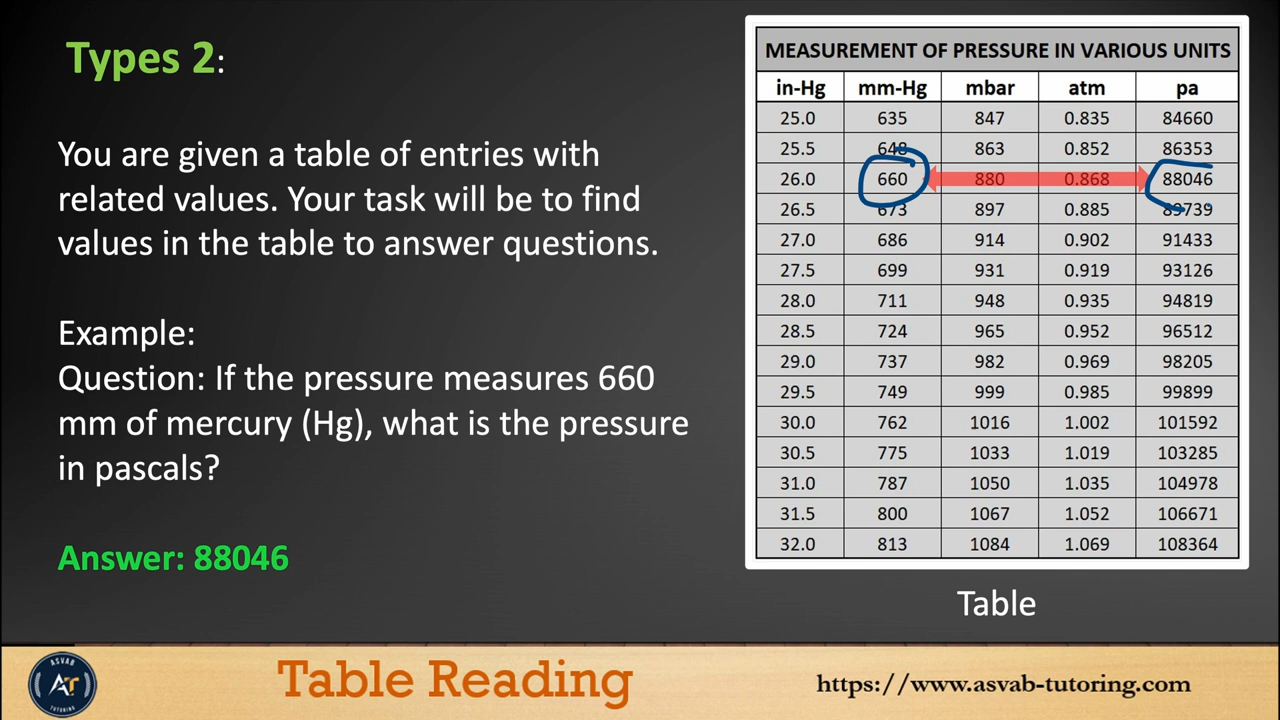 Types 2:
You are given a table of entries with
related values. Your task will be to find
values in the table to answer questions.
Example:
Question: If the pressure measures 660
mm of mercury (Hg), what is the pressure
in pascals?
Answer: 88046
MEASUREMENT OF PRESSURE IN VARIOUS UNITS
in-Hg mm-Hg mbar atm pa
25.0 635 847 0.835 84660
25.5 648 863 0.852 86353
26.0 660 880 0.868 88046
26.5 673 897 0.885 89739
27.0 686 914 0.902 91433
27.5 699 931 0.919 93126
28.0 711 948 0.935 94819
28.5 724 965 0.952 96512
29.0 737 982 0.969 98205
29.5 749 999 0.985 99899
30.0 762 1016 1.002 101592
30.5 775 1033 1.019 103285
31.0 787 1050 1.035 104978
31.5 800 1067 1.052 106671
32.0 813 1084 1.069 108364
Table
ASVAB
AT
TUTORING
Table Reading
https://www.asvab-tutoring.com